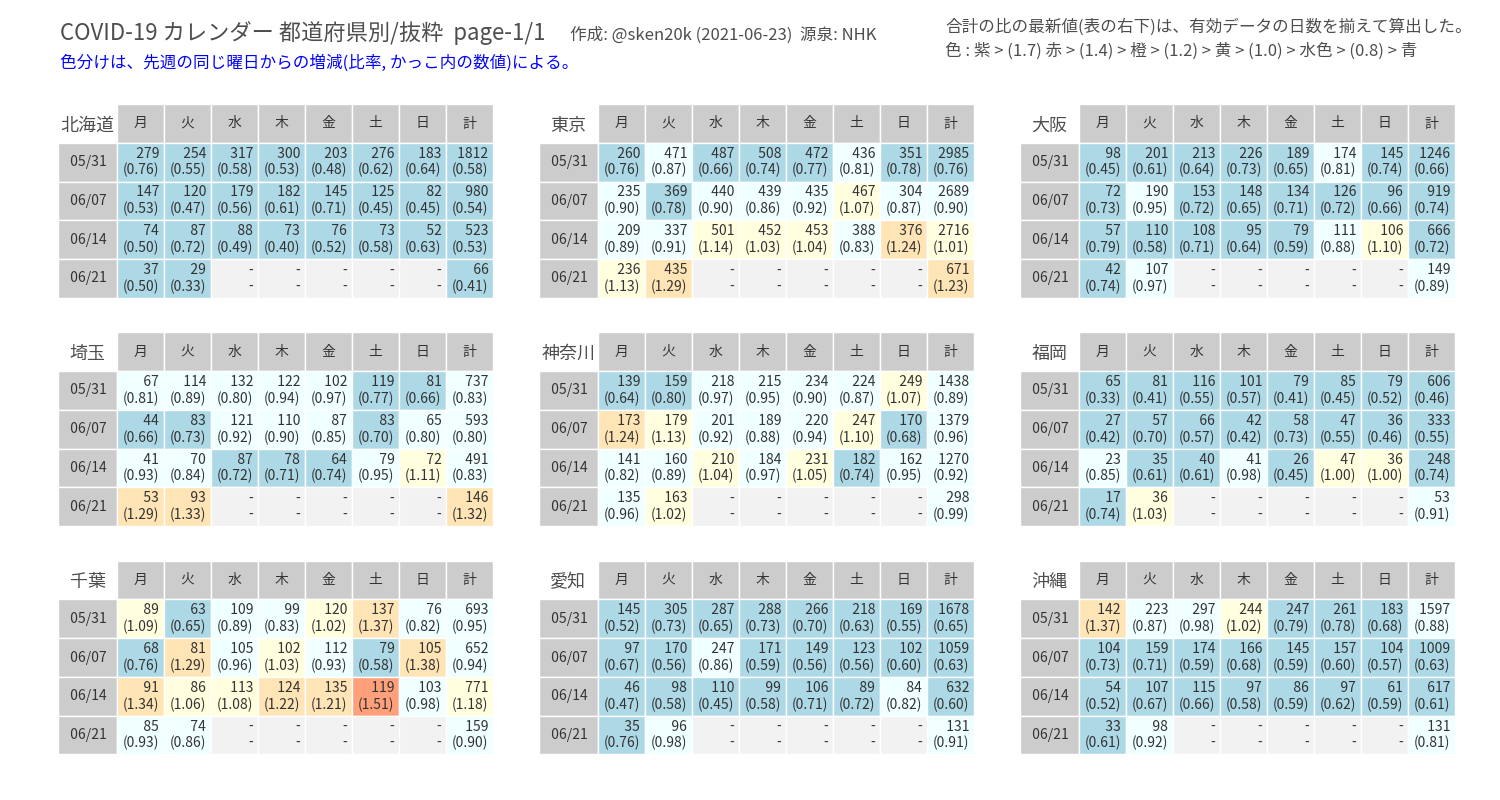 COVID-19 カレンダー 都道府県別/抜粋 page-1/1 作成: @sken20k (2021-06-23) 源泉: NHK
色分けは、先週の同じ曜日からの増減(比率, かっこ内の数値)による。
合計の比の最新値(表の右下)は、有効データの日数を揃えて算出した。
色 : 紫 > (1.7) 赤 > (1.4) > 橙 > (1.2) > 黄 > (1.0) > 水色 > (0.8) > 青
北海道 月 火 水 木 金 土 日 計
05/31 279 254 317 300 203 276 183 1812
(0.76) (0.55) (0.58) (0.53) (0.48) (0.62) (0.64) (0.58)
06/07 147 120 179 182 145 125 82 980
(0.53) (0.47) (0.56) (0.61) (0.71) (0.45) (0.45) (0.54)
06/14 74 87 88 73 76 73 52 523
(0.50) (0.72) (0.49) (0.40) (0.52) (0.58) (0.63) (0.53)
06/21 37 29 - - - - - 66
(0.50) (0.33) - - - - - (0.41)
東京 月 火 水 木 金 土 日 計
05/31 260 471 487 508 472 436 351 2985
(0.76) (0.87) (0.66) (0.74) (0.77) (0.81) (0.78) (0.76)
06/07 235 369 440 439 435 467 304 2689
(0.90) (0.78) (0.90) (0.86) (0.92) (1.07) (0.87) (0.90)
06/14 209 337 501 452 453 388 376 2716
(0.89) (0.91) (1.14) (1.03) (1.04) (0.83) (1.24) (1.01)
06/21 236 435 - - - - - 671
(1.13) (1.29) - - - - - (1.23)
大阪 月 火 水 木 金 土 日 計
05/31 98 201 213 226 189 174 145 1246
(0.45) (0.61) (0.64) (0.73) (0.65) (0.81) (0.74) (0.66)
06/07 72 190 153 148 134 126 96 919
(0.73) (0.95) (0.72) (0.65) (0.71) (0.72) (0.66) (0.74)
06/14 57 110 108 95 79 111 106 666
(0.79) (0.58) (0.71) (0.64) (0.59) (0.88) (1.10) (0.72)
06/21 42 107 - - - - - 149
(0.74) (0.97) - - - - - (0.89)
埼玉 月 火 水 木 金 土 日 計
05/31 67 114 132 122 102 119 81 737
(0.81) (0.89) (0.80) (0.94) (0.97) (0.77) (0.66) (0.83)
06/07 44 83 121 110 87 83 65 593
(0.66) (0.73) (0.92) (0.90) (0.85) (0.70) (0.80) (0.80)
06/14 41 70 87 78 64 79 72 491
(0.93) (0.84) (0.72) (0.71) (0.74) (0.95) (1.11) (0.83)
06/21 53 93 - - - - - 146
(1.29) (1.33) - - - - - (1.32)
神奈川 月 火 水 木 金 土 日 計
05/31 139 159 218 215 234 224 249 1438
(0.64) (0.80) (0.97) (0.95) (0.90) (0.87) (1.07) (0.89)
06/07 173 179 201 189 220 247 170 1379
(1.24) (1.13) (0.92) (0.88) (0.94) (1.10) (0.68) (0.96)
06/14 141 160 210 184 231 182 162 1270
(0.82) (0.89) (1.04) (0.97) (1.05) (0.74) (0.95) (0.92)
06/21 135 163 - - - - - 298
(0.96) (1.02) - - - - - (0.99)
福岡 月 火 水 木 金 土 日 計
05/31 65 81 116 101 79 85 79 606
(0.33) (0.41) (0.55) (0.57) (0.41) (0.45) (0.52) (0.46)
06/07 27 57 66 42 58 47 36 333
(0.42) (0.70) (0.57) (0.42) (0.73) (0.55) (0.46) (0.55)
06/14 23 35 40 41 26 47 36 248
(0.85) (0.61) (0.61) (0.98) (0.45) (1.00) (1.00) (0.74)
06/21 17 36 - - - - - 53
(0.74) (1.03) - - - - - (0.91)
千葉 月 火 水 木 金 土 日 計
05/31 89 63 109 99 120 137 76 693
(1.09) (0.65) (0.89) (0.83) (1.02) (1.37) (0.82) (0.95)
06/07 68 81 105 102 112 79 105 652
(0.76) (1.29) (0.96) (1.03) (0.93) (0.58) (1.38) (0.94)
06/14 91 86 113 124 135 119 103 771
(1.34) (1.06) (1.08) (1.22) (1.21) (1.51) (0.98) (1.18)
06/21 85 74 - - - - - 159
(0.93) (0.86) - - - - - (0.90)
愛知 月 火 水 木 金 土 日 計
05/31 145 305 287 288 266 218 169 1678
(0.52) (0.73) (0.65) (0.73) (0.70) (0.63) (0.55) (0.65)
06/07 97 170 247 171 149 123 102 1059
(0.67) (0.56) (0.86) (0.59) (0.56) (0.56) (0.60) (0.63)
06/14 46 98 110 99 106 89 84 632
(0.47) (0.58) (0.45) (0.58) (0.71) (0.72) (0.82) (0.60)
06/21 35 96 - - - - - 131
(0.76) (0.98) - - - - - (0.91)
沖縄 月 火 水 木 金 土 日 計
05/31 142 223 297 244 247 261 183 1597
(1.37) (0.87) (0.98) (1.02) (0.79) (0.78) (0.68) (0.88)
06/07 104 159 174 166 145 157 104 1009
(0.73) (0.71) (0.59) (0.68) (0.59) (0.60) (0.57) (0.63)
06/14 54 107 115 97 86 97 61 617
(0.52) (0.67) (0.66) (0.58) (0.59) (0.62) (0.59) (0.61)
06/21 33 98 - - - - - 131
(0.61) (0.92) - - - - - (0.81)